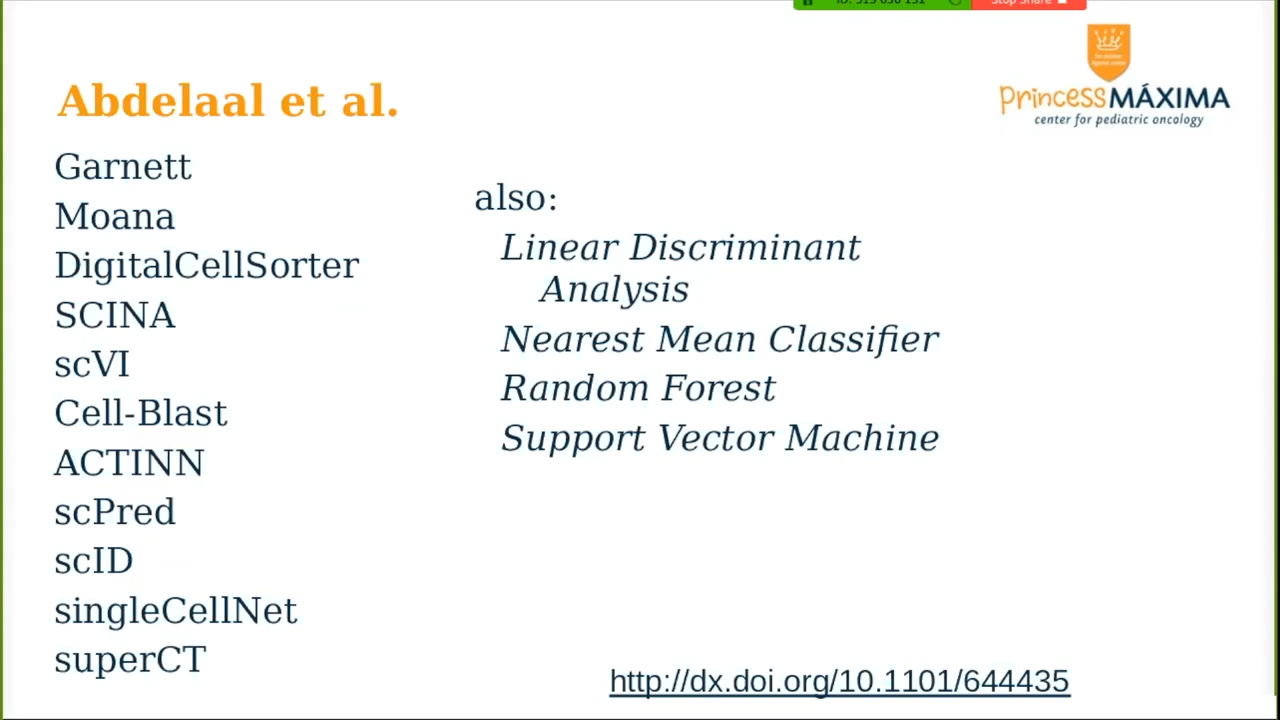 Abdelaal et al.
PrincessMÁXIMA
center for pediatric oncology
Garnett
Moana
DigitalCellSorter
SCINA
scVI
Cell-Blast
ACTINN
scPred
scID
singleCellNet
superCT
also:
Linear Discriminant
Analysis
Nearest Mean Classifier
Random Forest
Support Vector Machine
http://dx.doi.org/10.1101/644435